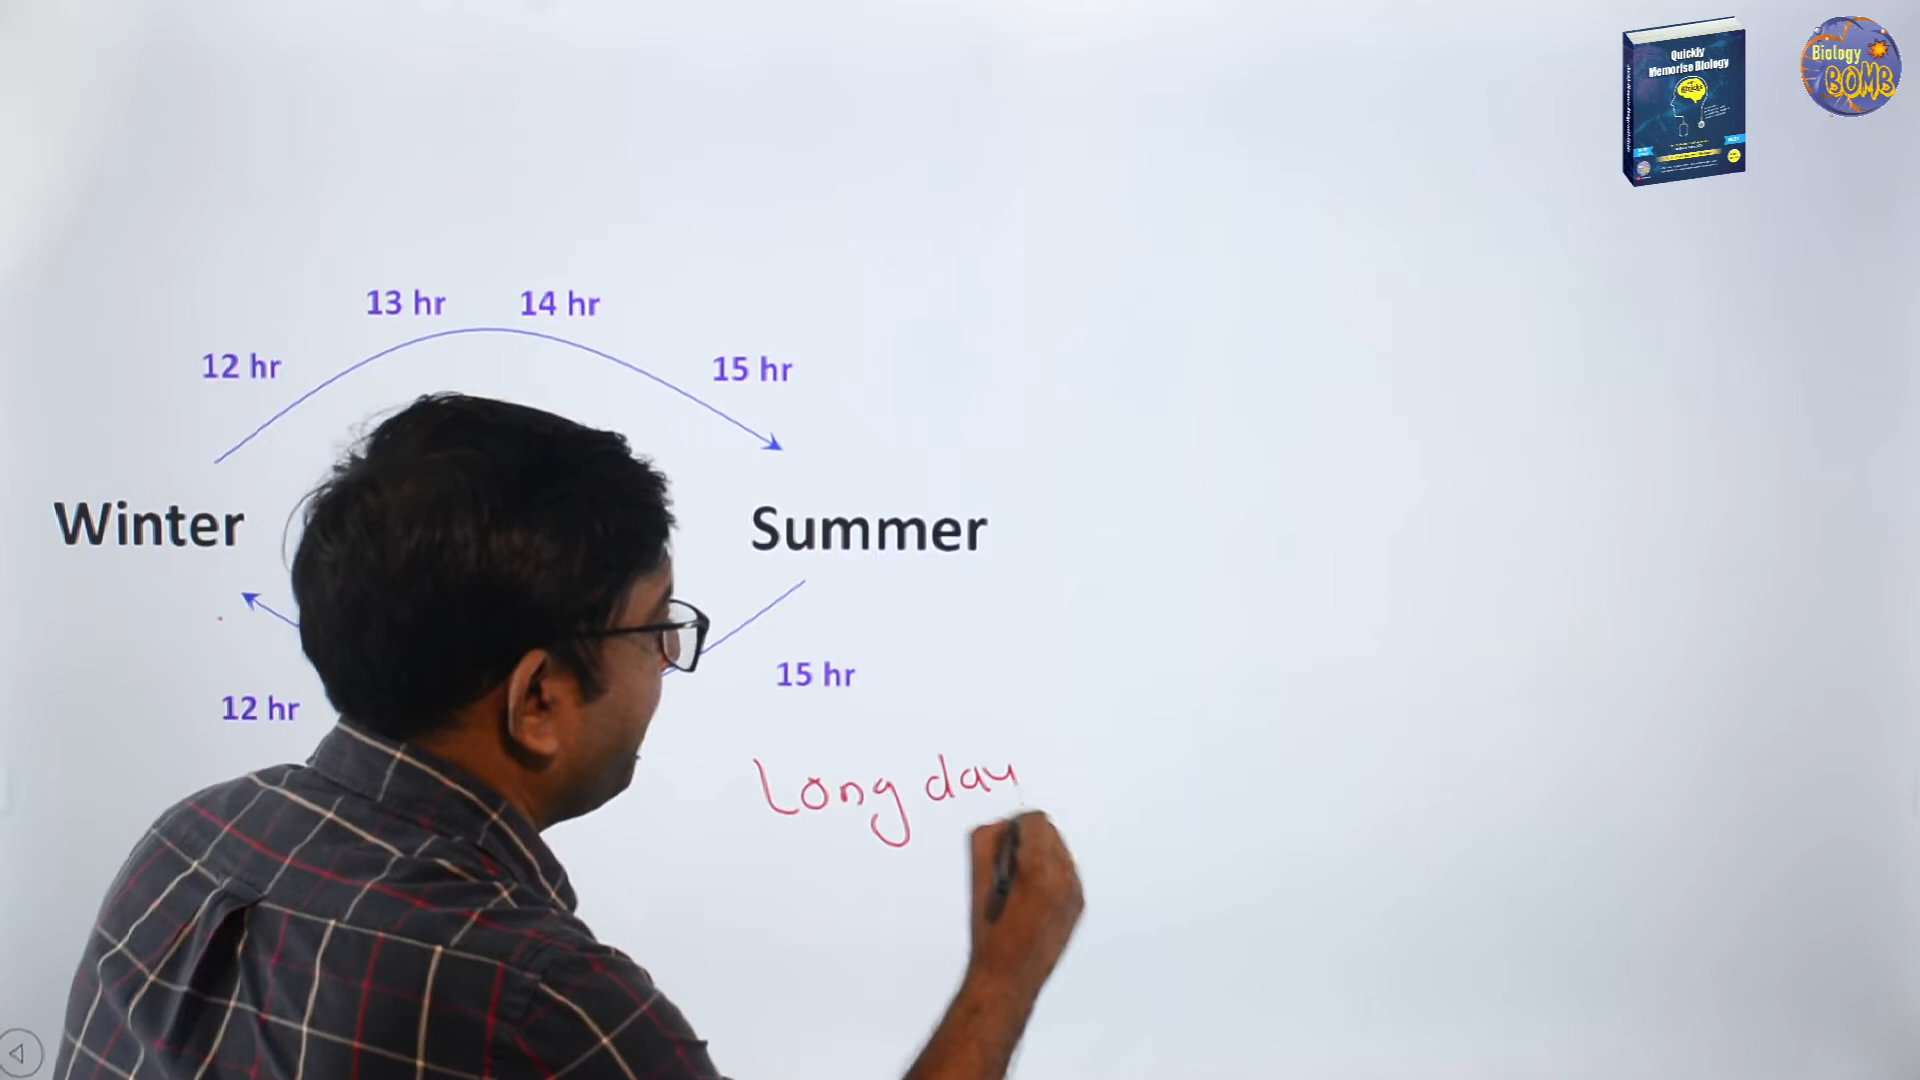 Quickly
Memorise Biology
Biology
BOMB
13 hr 14 hr
12 hr 15 hr
Winter Summer
15 hr
12 hr
Long day